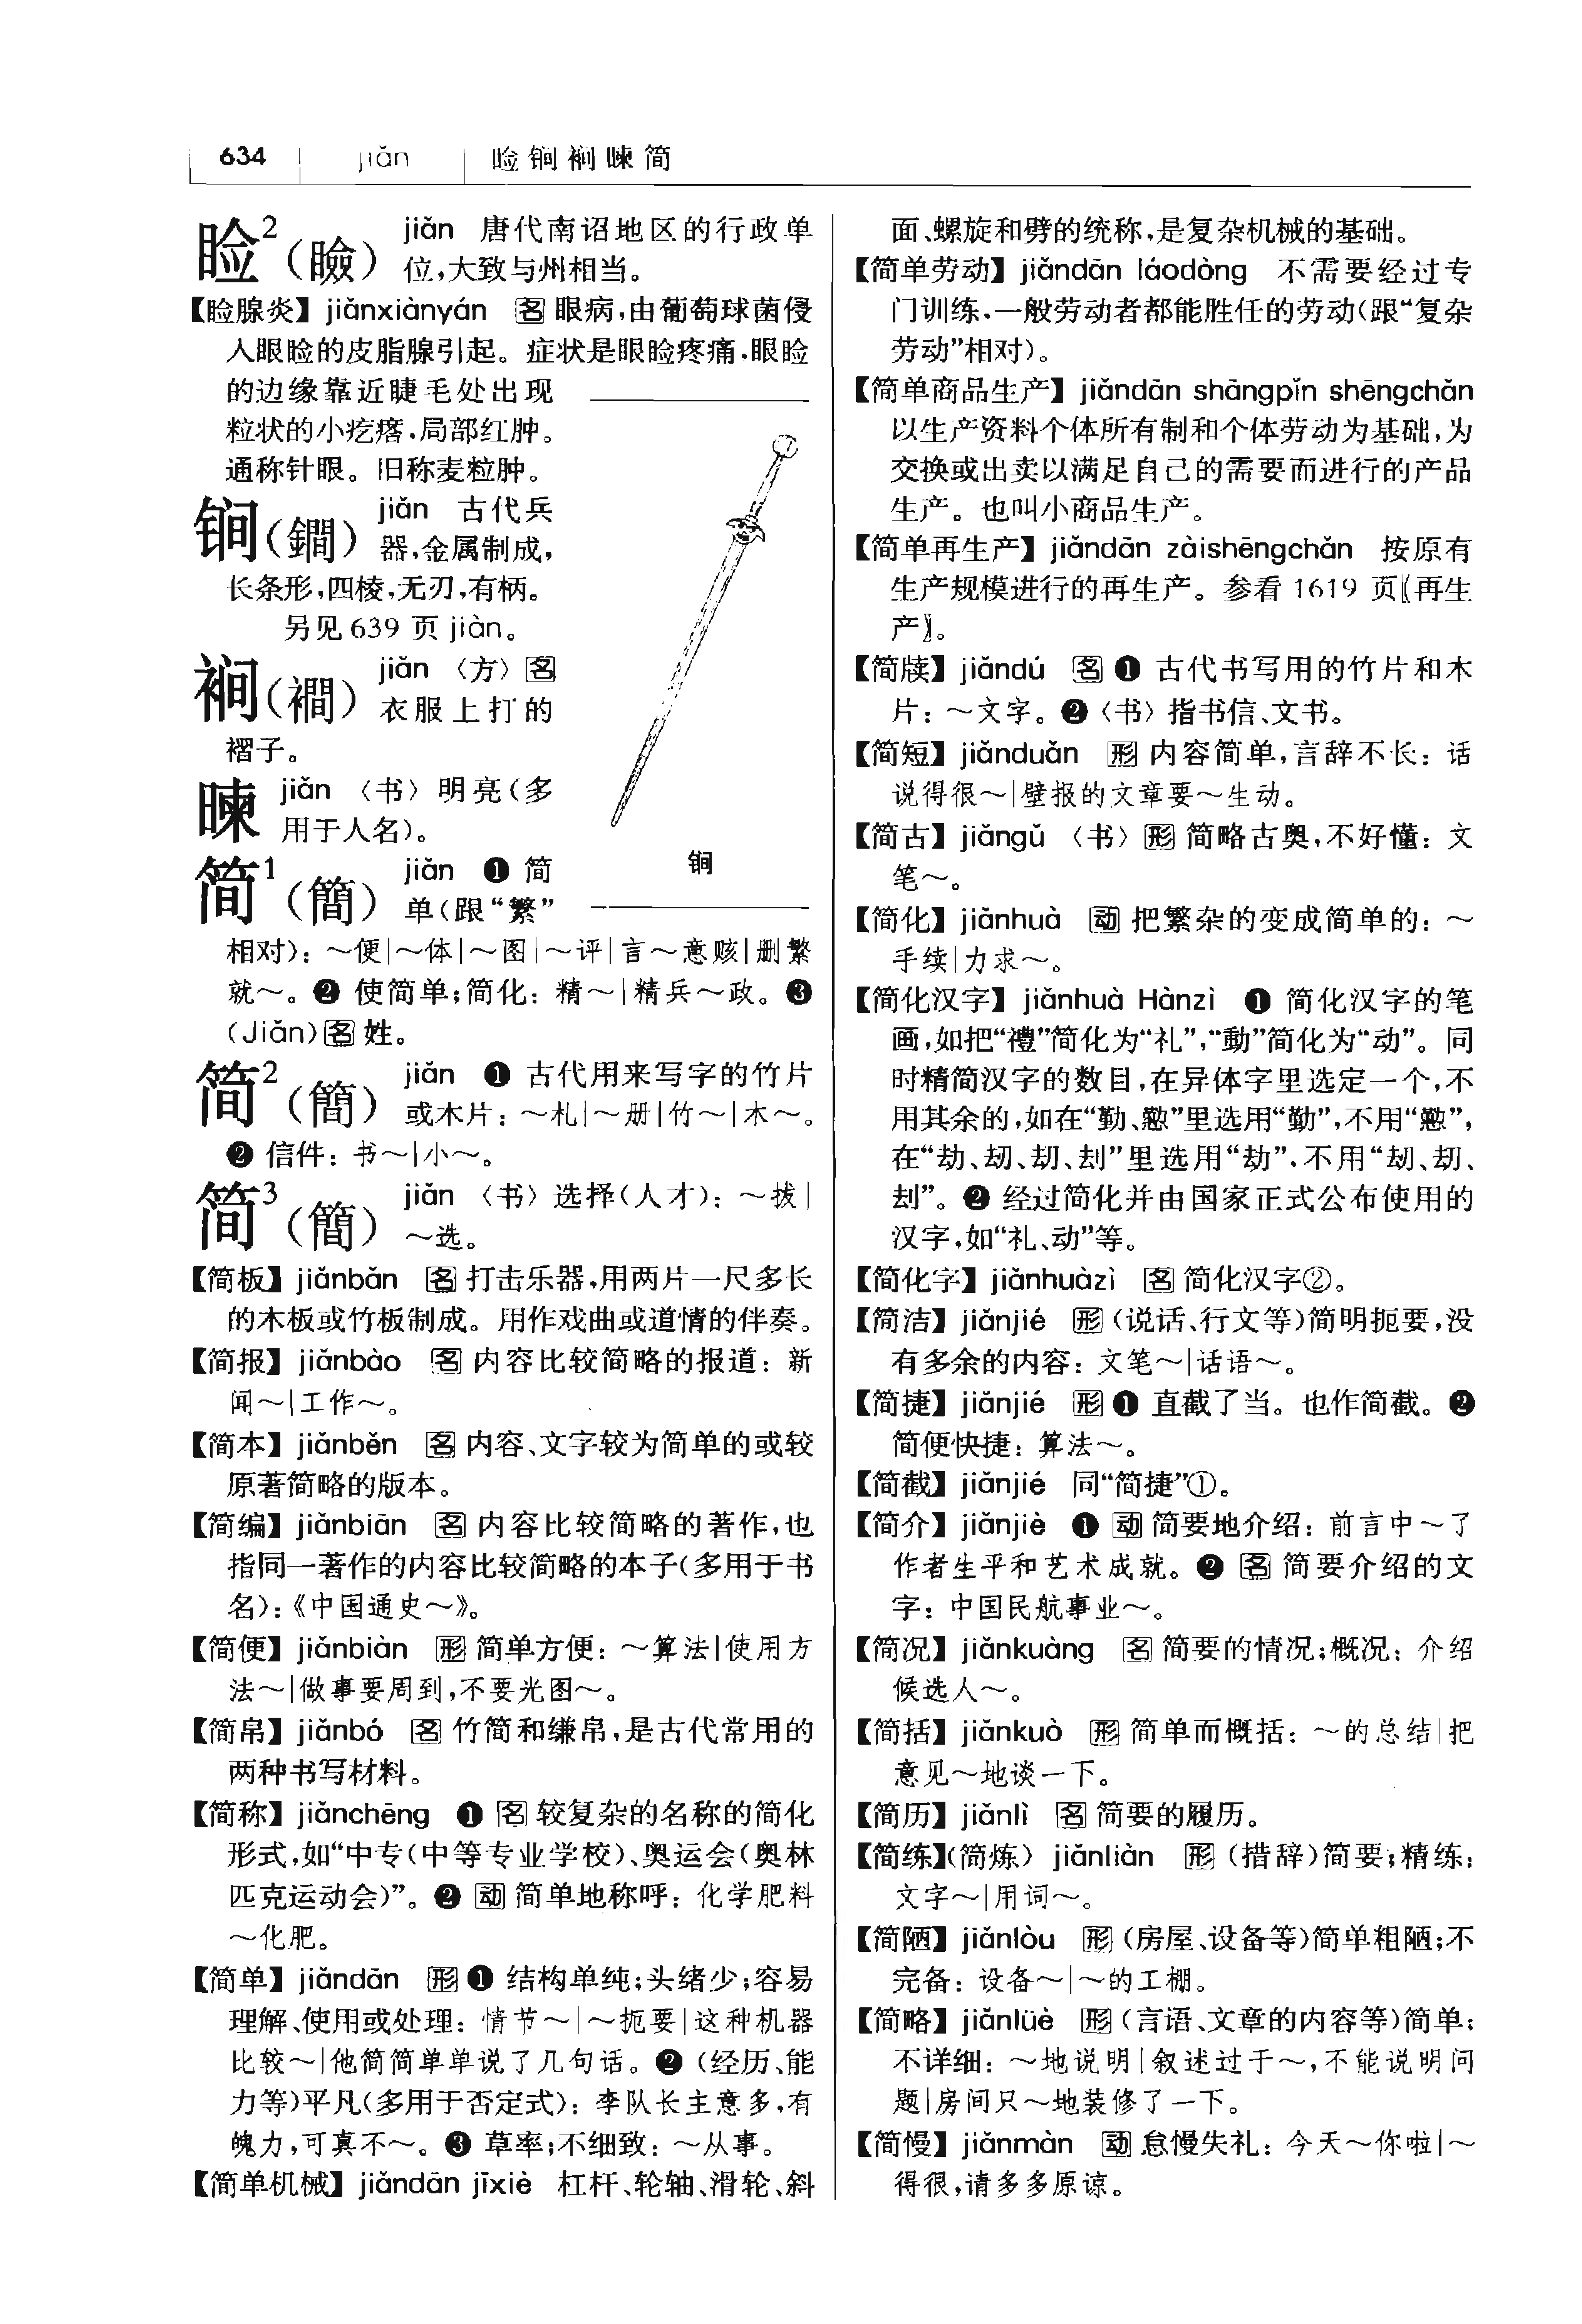 634 jiǎn 睑锏裥暕简
睑²(瞼) jiǎn 唐代南诏地区的行政单
位,大致与州相当。
【睑腺炎】jiǎnxiànyán 名 眼病,由葡萄球菌侵
入眼睑的皮脂腺引起。症状是眼睑疼痛,眼睑
的边缘靠近睫毛处出现
粒状的小疙瘩,局部红肿。
通称针眼。旧称麦粒肿。
锏(鐧) jiǎn 古代兵
器,金属制成,
长条形,四棱,无刃,有柄。
另见639 页 jiàn。
裥(襇) jiǎn 〈方〉名
衣服上打的
褶子。
暕 jiǎn 〈书〉明亮(多
用于人名)。
锏
简¹(簡) jiǎn ❶ 简
单(跟“繁”
相对):～便|～体|～图|～评|言～意赅|删繁
就～。❷ 使简单;简化:精～|精兵～政。❸
(Jiǎn)名 姓。
简²(簡) jiǎn ❶ 古代用来写字的竹片
或木片:～札|～册|竹～|木～。
❷ 信件:书～|小～。
简³(簡) jiǎn 〈书〉选择(人才):～拔|
～选。
【简板】jiǎnbǎn 名 打击乐器,用两片一尺多长
的木板或竹板制成。用作戏曲或道情的伴奏。
【简报】jiǎnbào 名 内容比较简略的报道:新
闻～|工作～。
【简本】jiǎnběn 名 内容、文字较为简单的或较
原著简略的版本。
【简编】jiǎnbiān 名 内容比较简略的著作,也
指同一著作的内容比较简略的本子(多用于书
名):《中国通史～》。
【简便】jiǎnbiàn 形 简单方便:～算法|使用方
法～|做事要周到,不要光图～。
【简帛】jiǎnbó 名 竹简和缣帛,是古代常用的
两种书写材料。
【简称】jiǎnchēng ❶ 名 较复杂的名称的简化
形式,如“中专(中等专业学校)、奥运会(奥林
匹克运动会)”。❷ 动 简单地称呼:化学肥料
～化肥。
【简单】jiǎndān 形 ❶ 结构单纯;头绪少;容易
理解、使用或处理:情节～|～扼要|这种机器
比较～|他简简单单说了几句话。❷ (经历、能
力等)平凡(多用于否定式):李队长主意多,有
魄力,可真不～。❸ 草率;不细致:～从事。
【简单机械】jiǎndān jīxiè 杠杆、轮轴、滑轮、斜
面、螺旋和劈的统称,是复杂机械的基础。
【简单劳动】jiǎndān láodòng 不需要经过专
门训练,一般劳动者都能胜任的劳动(跟“复杂
劳动”相对)。
【简单商品生产】jiǎndān shāngpǐn shēngchǎn
以生产资料个体所有制和个体劳动为基础,为
交换或出卖以满足自己的需要而进行的产品
生产。也叫小商品生产。
【简单再生产】jiǎndān zàishēngchǎn 按原有
生产规模进行的再生产。参看 1619 页〖再生
产〗。
【简牍】jiǎndú 名 ❶ 古代书写用的竹片和木
片:～文字。❷〈书〉指书信、文书。
【简短】jiǎnduǎn 形 内容简单,言辞不长:话
说得很～|壁报的文章要～生动。
【简古】jiǎngǔ 〈书〉形 简略古奥,不好懂:文
笔～。
【简化】jiǎnhuà 动 把繁杂的变成简单的:～
手续|力求～。
【简化汉字】jiǎnhuà Hànzì ❶ 简化汉字的笔
画,如把“禮”简化为“礼”,“動”简化为“动”。同
时精简汉字的数目,在异体字里选定一个,不
用其余的,如在“勤、懃”里选用“勤”,不用“懃”,
在“劫、刧、刦、刼”里选用“劫”,不用“刧、刦、
刼”。❷ 经过简化并由国家正式公布使用的
汉字,如“礼、动”等。
【简化字】jiǎnhuàzì 名 简化汉字②。
【简洁】jiǎnjié 形 (说话、行文等)简明扼要,没
有多余的内容:文笔～|话语～。
【简捷】jiǎnjié 形 ❶ 直截了当。也作简截。❷
简便快捷:算法～。
【简截】jiǎnjié 同“简捷”①。
【简介】jiǎnjiè ❶ 动 简要地介绍:前言中～了
作者生平和艺术成就。❷ 名 简要介绍的文
字:中国民航事业～。
【简况】jiǎnkuàng 名 简要的情况;概况:介绍
候选人～。
【简括】jiǎnkuò 形 简单而概括:～的总结|把
意见～地谈一下。
【简历】jiǎnlì 名 简要的履历。
【简练】(简炼) jiǎnliàn 形 (措辞)简要;精练:
文字～|用词～。
【简陋】jiǎnlòu 形 (房屋、设备等)简单粗陋;不
完备:设备～|～的工棚。
【简略】jiǎnlüè 形 (言语、文章的内容等)简单;
不详细:～地说明|叙述过于～,不能说明问
题|房间只～地装修了一下。
【简慢】jiǎnmàn 动 怠慢失礼:今天～你啦|～
得很,请多多原谅。